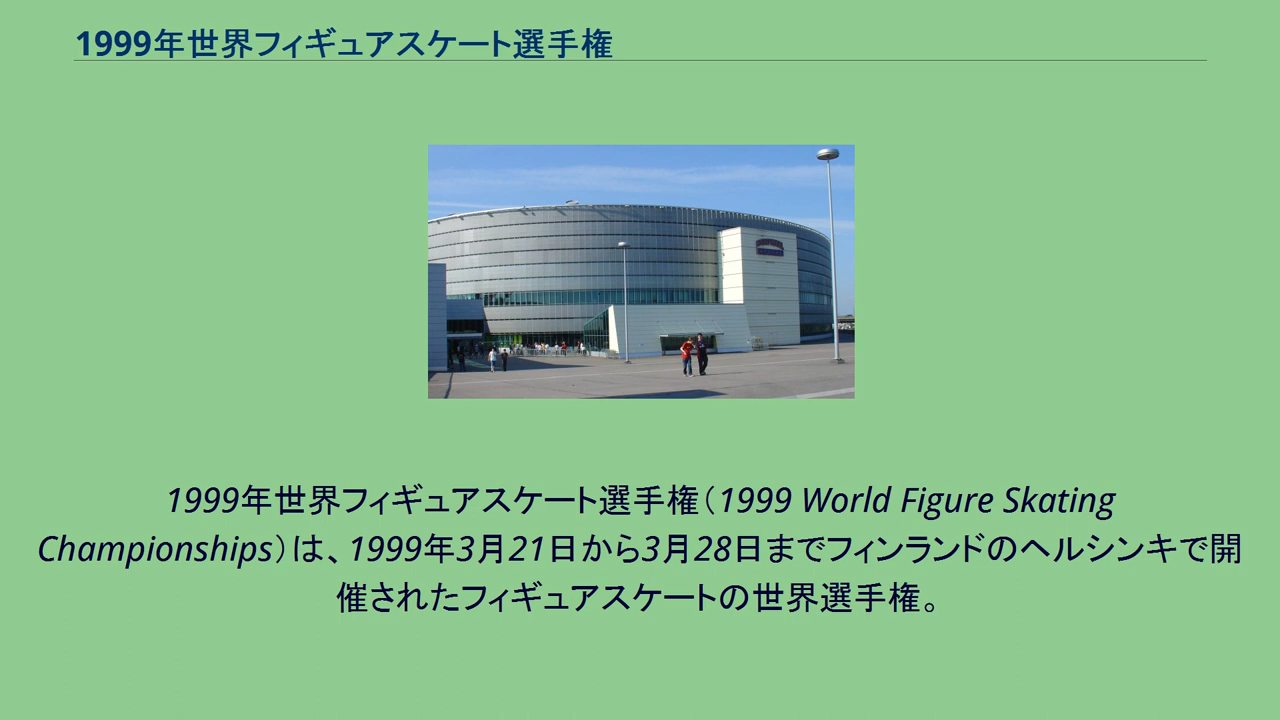 1999年世界フィギュアスケート選手権
1999年世界フィギュアスケート選手権（1999 World Figure Skating
Championships）は、1999年3月21日から3月28日までフィンランドのヘルシンキで開
催されたフィギュアスケートの世界選手権。